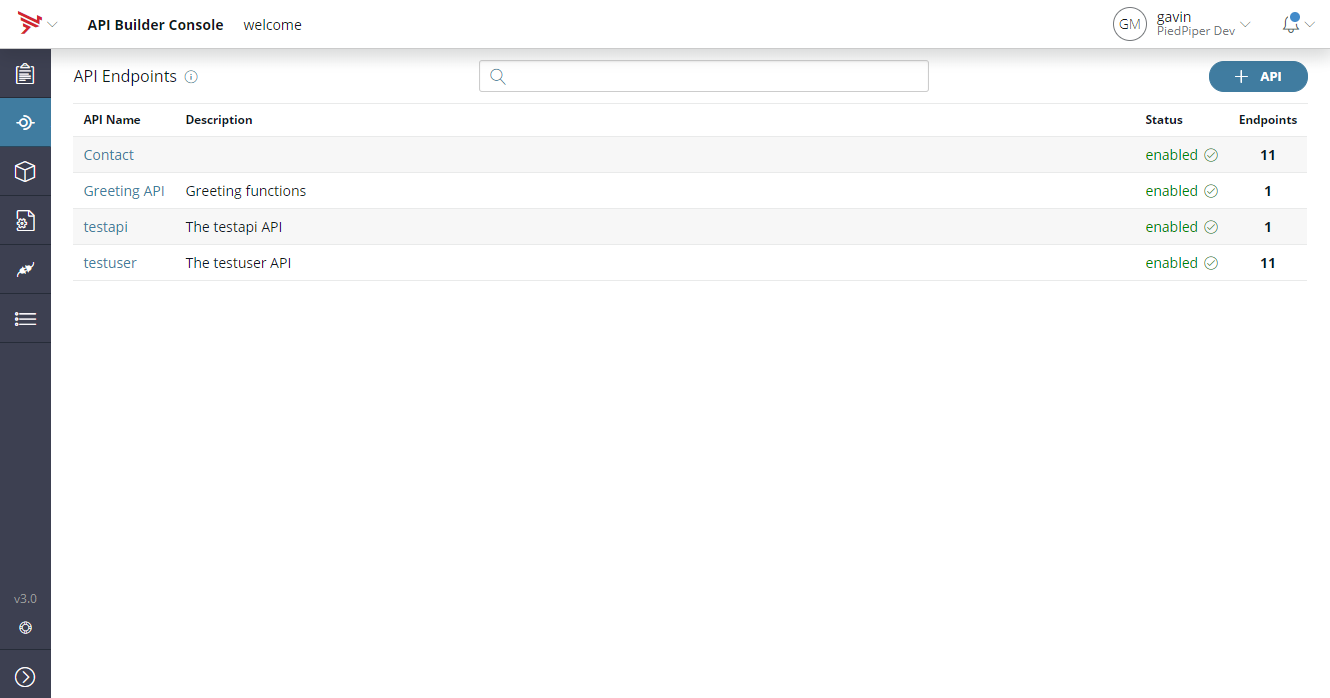 API Builder Console welcome
GM gavin
PiedPiper Dev
API Endpoints
+ API
API Name Description Status Endpoints
Contact enabled 11
Greeting API Greeting functions enabled 1
testapi The testapi API enabled 1
testuser The testuser API enabled 11
v3.0